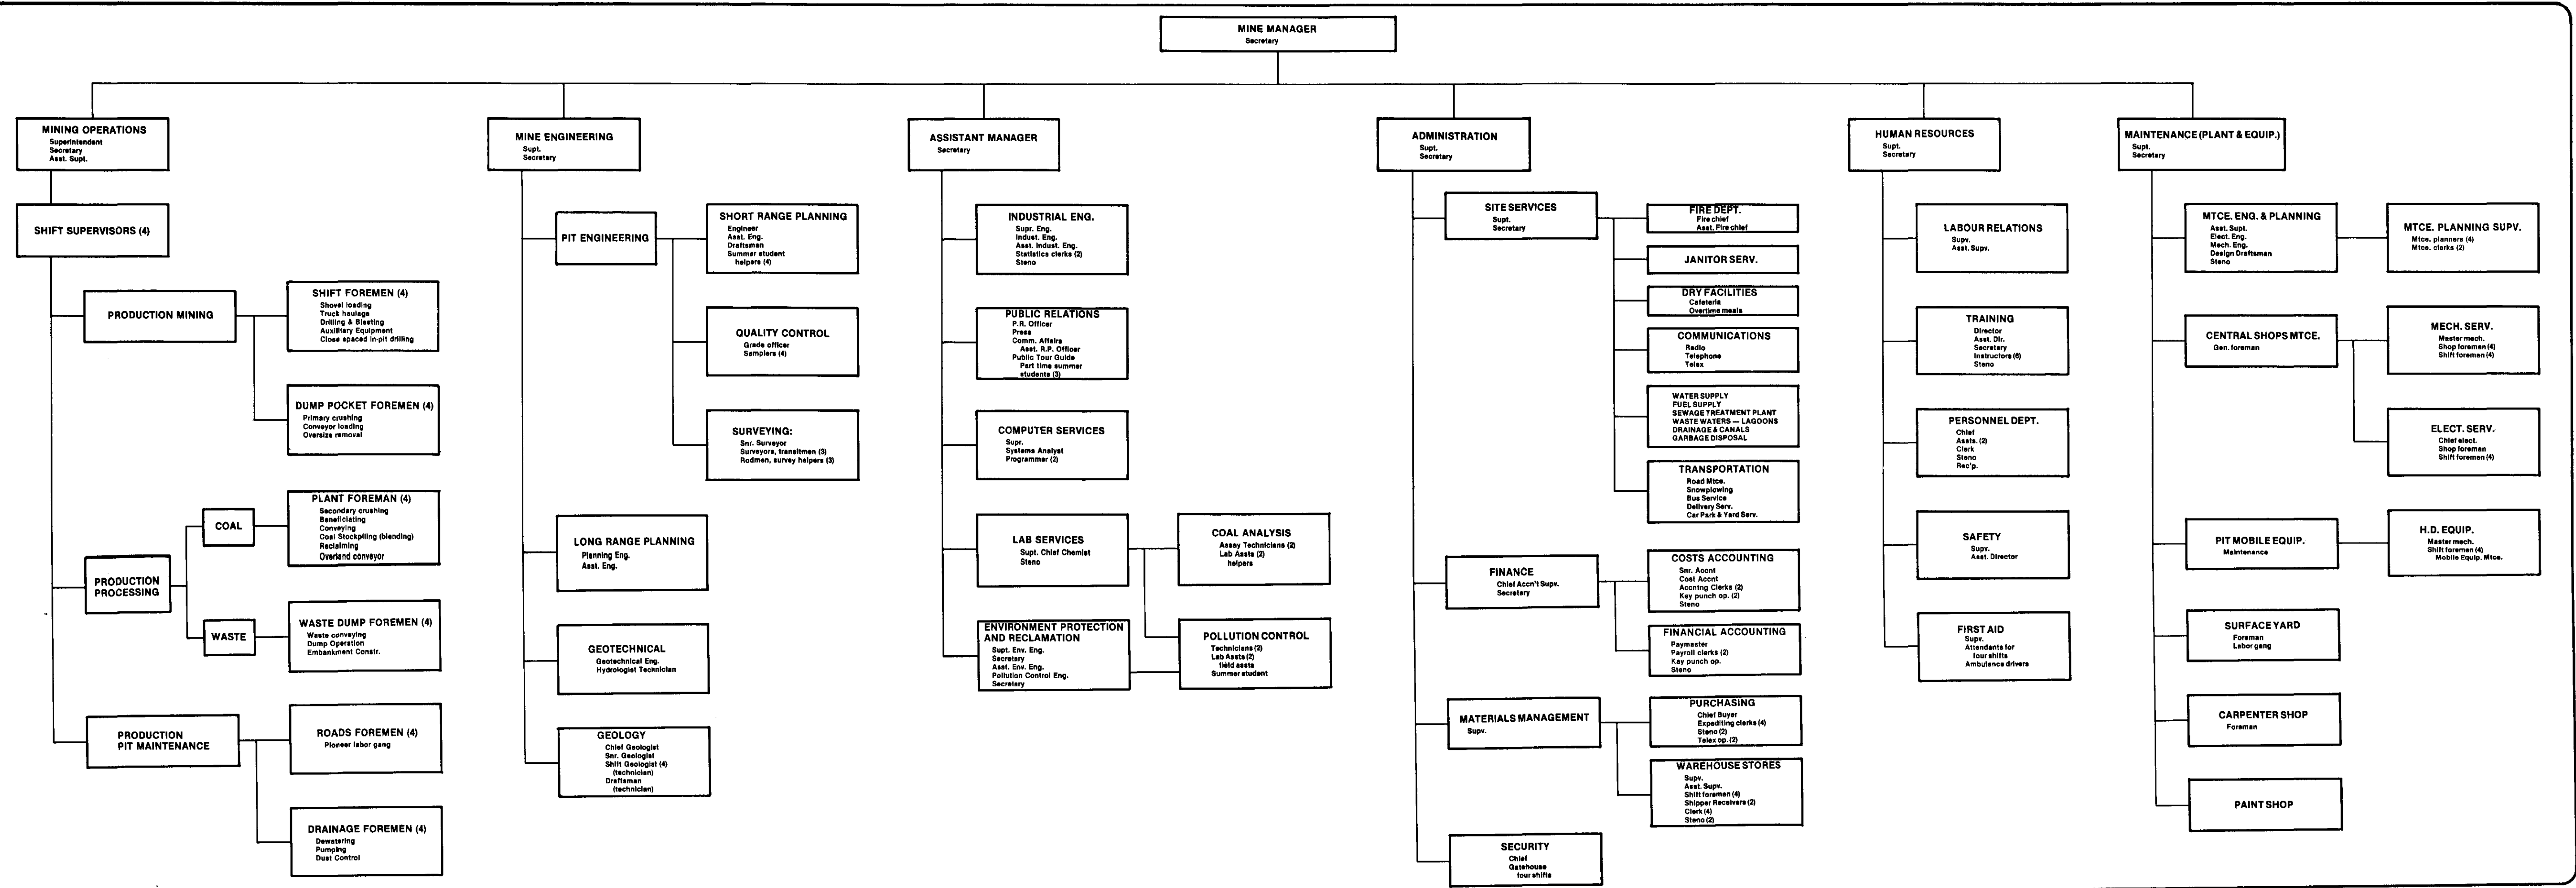 MINE MANAGER
Secretary
MINING OPERATIONS
Superintendent
Secretary
Asst. Supt.
SHIFT SUPERVISORS (4)
PRODUCTION MINING
SHIFT FOREMEN (4)
Shovel loading
Truck haulage
Drilling & Blasting
Auxilliary Equipment
Close spaced in-pit drilling
DUMP POCKET FOREMEN (4)
Primary crushing
Conveyor loading
Oversize removal
PRODUCTION
PROCESSING
COAL
PLANT FOREMAN (4)
Secondary crushing
Beneficiating
Conveying
Coal Stockpiling (blending)
Reclaiming
Overland conveyor
WASTE
WASTE DUMP FOREMEN (4)
Waste conveying
Dump Operation
Embankment Constr.
PRODUCTION
PIT MAINTENANCE
ROADS FOREMEN (4)
Pioneer labor gang
DRAINAGE FOREMEN (4)
Dewatering
Pumping
Dust Control
MINE ENGINEERING
Supt.
Secretary
PIT ENGINEERING
SHORT RANGE PLANNING
Engineer
Asst. Eng.
Draftsman
Summer student
helpers (4)
QUALITY CONTROL
Grade officer
Samplers (4)
SURVEYING:
Snr. Surveyor
Surveyors, transitmen (3)
Rodmen, survey helpers (3)
LONG RANGE PLANNING
Planning Eng.
Asst. Eng.
GEOTECHNICAL
Geotechnical Eng.
Hydrologist Technician
GEOLOGY
Chief Geologist
Snr. Geologist
Shift Geologist (4)
(technician)
Draftsman
(technician)
ASSISTANT MANAGER
Secretary
INDUSTRIAL ENG.
Supr. Eng.
Indust. Eng.
Asst. Indust. Eng.
Statistics clerks (2)
Steno
PUBLIC RELATIONS
P.R. Officer
Press
Comm. Affairs
Asst. R.P. Officer
Public Tour Guide
Part time summer
students (3)
COMPUTER SERVICES
Supr.
Systems Analyst
Programmer (2)
LAB SERVICES
Supt. Chief Chemist
Steno
COAL ANALYSIS
Assay Technicians (2)
Lab Assts (2)
helpers
ENVIRONMENT PROTECTION
AND RECLAMATION
Supt. Env. Eng.
Secretary
Asst. Env. Eng.
Pollution Control Eng.
Secretary
POLLUTION CONTROL
Technicians (2)
Lab Assts (2)
field assts
Summer student
ADMINISTRATION
Supt.
Secretary
SITE SERVICES
Supt.
Secretary
FIRE DEPT.
Fire chief
Asst. Fire chief
JANITOR SERV.
DRY FACILITIES
Cafeteria
Overtime meals
COMMUNICATIONS
Radio
Telephone
Telex
WATER SUPPLY
FUEL SUPPLY
SEWAGE TREATMENT PLANT
WASTE WATERS — LAGOONS
DRAINAGE & CANALS
GARBAGE DISPOSAL
TRANSPORTATION
Road Mtce.
Snowplowing
Bus Service
Delivery Serv.
Car Park & Yard Serv.
FINANCE
Chief Accn't Supv.
Secretary
COSTS ACCOUNTING
Snr. Accnt
Cost Accnt
Accntng Clerks (2)
Key punch op. (2)
Steno
FINANCIAL ACCOUNTING
Paymaster
Payroll clerks (2)
Kay punch op.
Steno
MATERIALS MANAGEMENT
Supv.
PURCHASING
Chief Buyer
Expediting clerks (4)
Steno (2)
Telex op. (2)
WAREHOUSE STORES
Supv.
Asst. Supv.
Shift foremen (4)
Shipper Receivers (2)
Clerk (4)
Steno (2)
SECURITY
Chief
Gatehouse
four shifts
HUMAN RESOURCES
Supt.
Secretary
LABOUR RELATIONS
Supv.
Asst. Supv.
TRAINING
Director
Asst. Dir.
Secretary
Instructors (6)
Steno
PERSONNEL DEPT.
Chief
Assts. (2)
Clerk
Steno
Rec'p.
SAFETY
Supv.
Asst. Director
FIRST AID
Supv.
Attendants for
four shifts
Ambulance drivers
MAINTENANCE (PLANT & EQUIP.)
Supt.
Secretary
MTCE. ENG. & PLANNING
Asst. Supt.
Elect. Eng.
Mech. Eng.
Design Draftsman
Steno
MTCE. PLANNING SUPV.
Mtce. planners (4)
Mtce. clerks (2)
CENTRAL SHOPS MTCE.
Gen. foreman
MECH. SERV.
Master mech.
Shop foremen (4)
Shift foremen (4)
ELECT. SERV.
Chief elect.
Shop foreman
Shift foremen (4)
PIT MOBILE EQUIP.
Maintenance
H.D. EQUIP.
Master mech.
Shift foremen (4)
Mobile Equip. Mtce.
SURFACE YARD
Foreman
Labor gang
CARPENTER SHOP
Foreman
PAINT SHOP